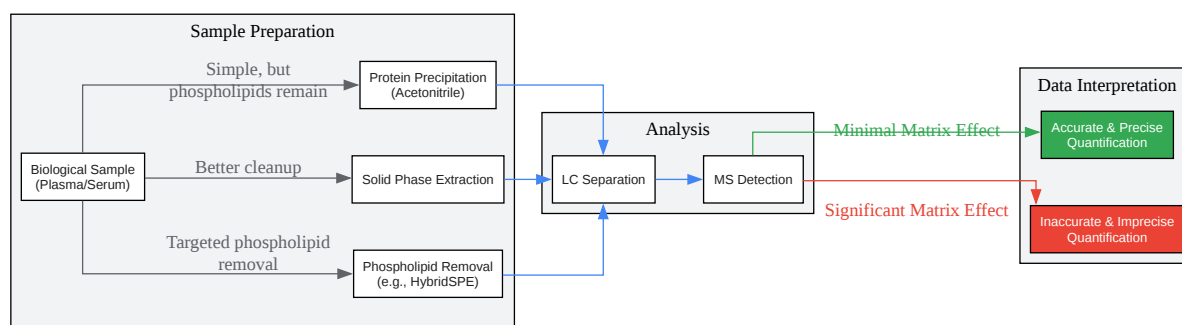 Sample Preparation
Simple, but
phospholipids remain
Protein Precipitation
(Acetonitrile)
Biological Sample
(Plasma/Serum)
Better cleanup
Solid Phase Extraction
Targeted phospholipid
removal
Phospholipid Removal
(e.g., HybridSPE)
Analysis
LC Separation
MS Detection
Minimal Matrix Effect
Significant Matrix Effect
Data Interpretation
Accurate & Precise
Quantification
Inaccurate & Imprecise
Quantification